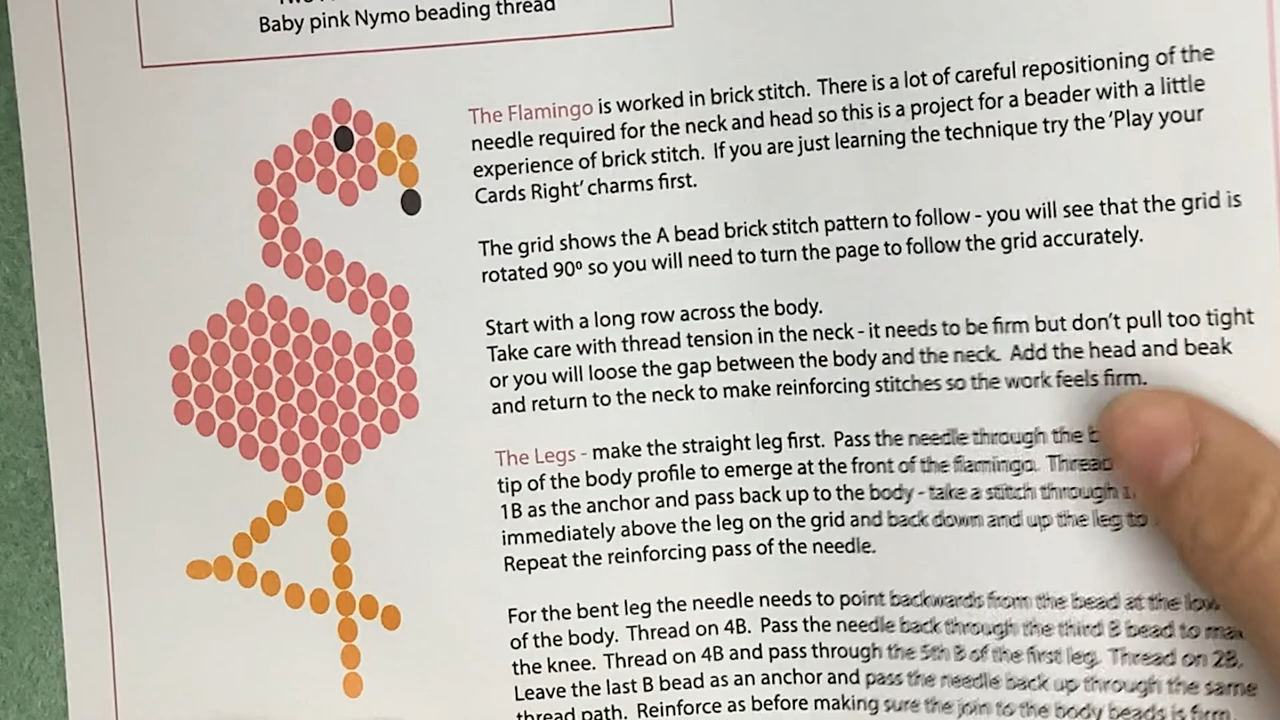 Baby pink Nymo beading thread
The Flamingo is worked in brick stitch. There is a lot of careful repositioning of the
needle required for the neck and head so this is a project for a beader with a little
experience of brick stitch. If you are just learning the technique try the ‘Play your
Cards Right’ charms first.
The grid shows the A bead brick stitch pattern to follow - you will see that the grid is
rotated 90º so you will need to turn the page to follow the grid accurately.
Start with a long row across the body.
Take care with thread tension in the neck - it needs to be firm but don’t pull too tight
or you will loose the gap between the body and the neck. Add the head and beak
and return to the neck to make reinforcing stitches so the work feels firm.
The Legs - make the straight leg first. Pass the needle through the
tip of the body profile to emerge at the front of the flamingo. Thread
1B as the anchor and pass back up to the body - take a stitch through
immediately above the leg on the grid and back down and up the leg to
Repeat the reinforcing pass of the needle.
For the bent leg the needle needs to point backwards from the bead at the
of the body. Thread on 4B. Pass the needle back through the third B bead to
the knee. Thread on 4B and pass through the 5th B of the first leg. Thread on 2B.
Leave the last B bead as an anchor and pass the needle back up through the same
thread path. Reinforce as before making sure the join to the body beads is firm.